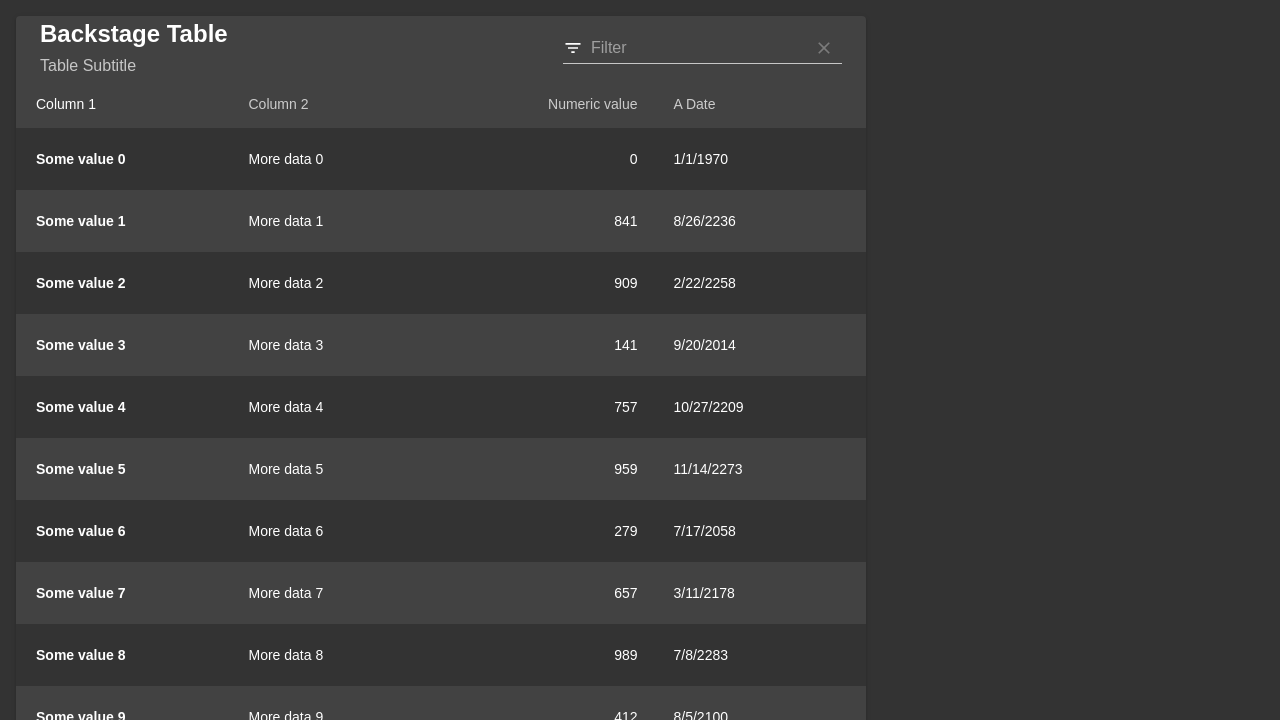 Backstage Table
Table Subtitle
Filter
Column 1 Column 2 Numeric value A Date
Some value 0 More data 0 0 1/1/1970
Some value 1 More data 1 841 8/26/2236
Some value 2 More data 2 909 2/22/2258
Some value 3 More data 3 141 9/20/2014
Some value 4 More data 4 757 10/27/2209
Some value 5 More data 5 959 11/14/2273
Some value 6 More data 6 279 7/17/2058
Some value 7 More data 7 657 3/11/2178
Some value 8 More data 8 989 7/8/2283
Some value 9 More data 9 412 8/5/2100